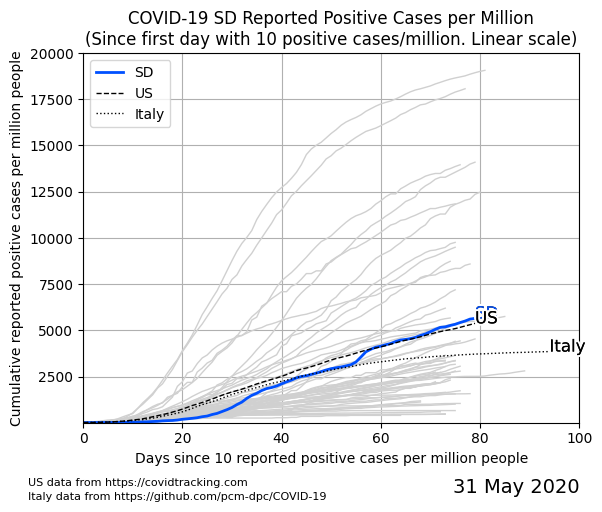 COVID-19 SD Reported Positive Cases per Million
(Since first day with 10 positive cases/million. Linear scale)
Cumulative reported positive cases per million people
20000
17500
15000
12500
10000
7500
5000
2500
SD
US
Italy
SD
US
Italy
0
20
40
60
80
100
Days since 10 reported positive cases per million people
US data from https://covidtracking.com
Italy data from https://github.com/pcm-dpc/COVID-19
31 May 2020